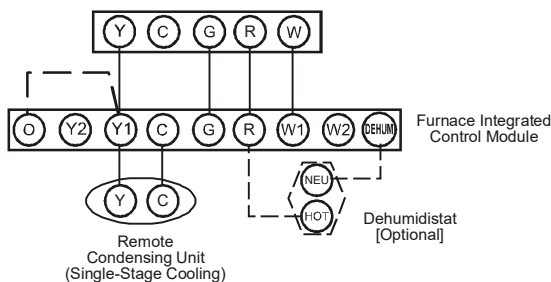 Y C G R W
O Y2 Y1 C G R W1 W2 DEHUM
Furnace Integrated
Control Module
NEU
Y C
HOT
Dehumidistat
[Optional]
Remote
Condensing Unit
(Single-Stage Cooling)